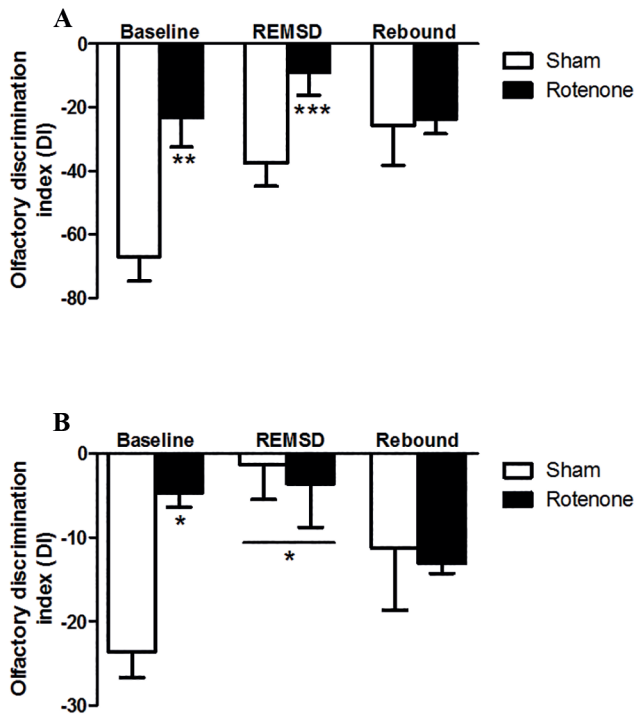 A
Baseline REMSD Rebound
0
-20
-40
-60
-80
Olfactory discrimination
index (DI)
**
***
Sham
Rotenone
B
Baseline REMSD Rebound
0
-10
-20
-30
Olfactory discrimination
index (DI)
*
*
Sham
Rotenone